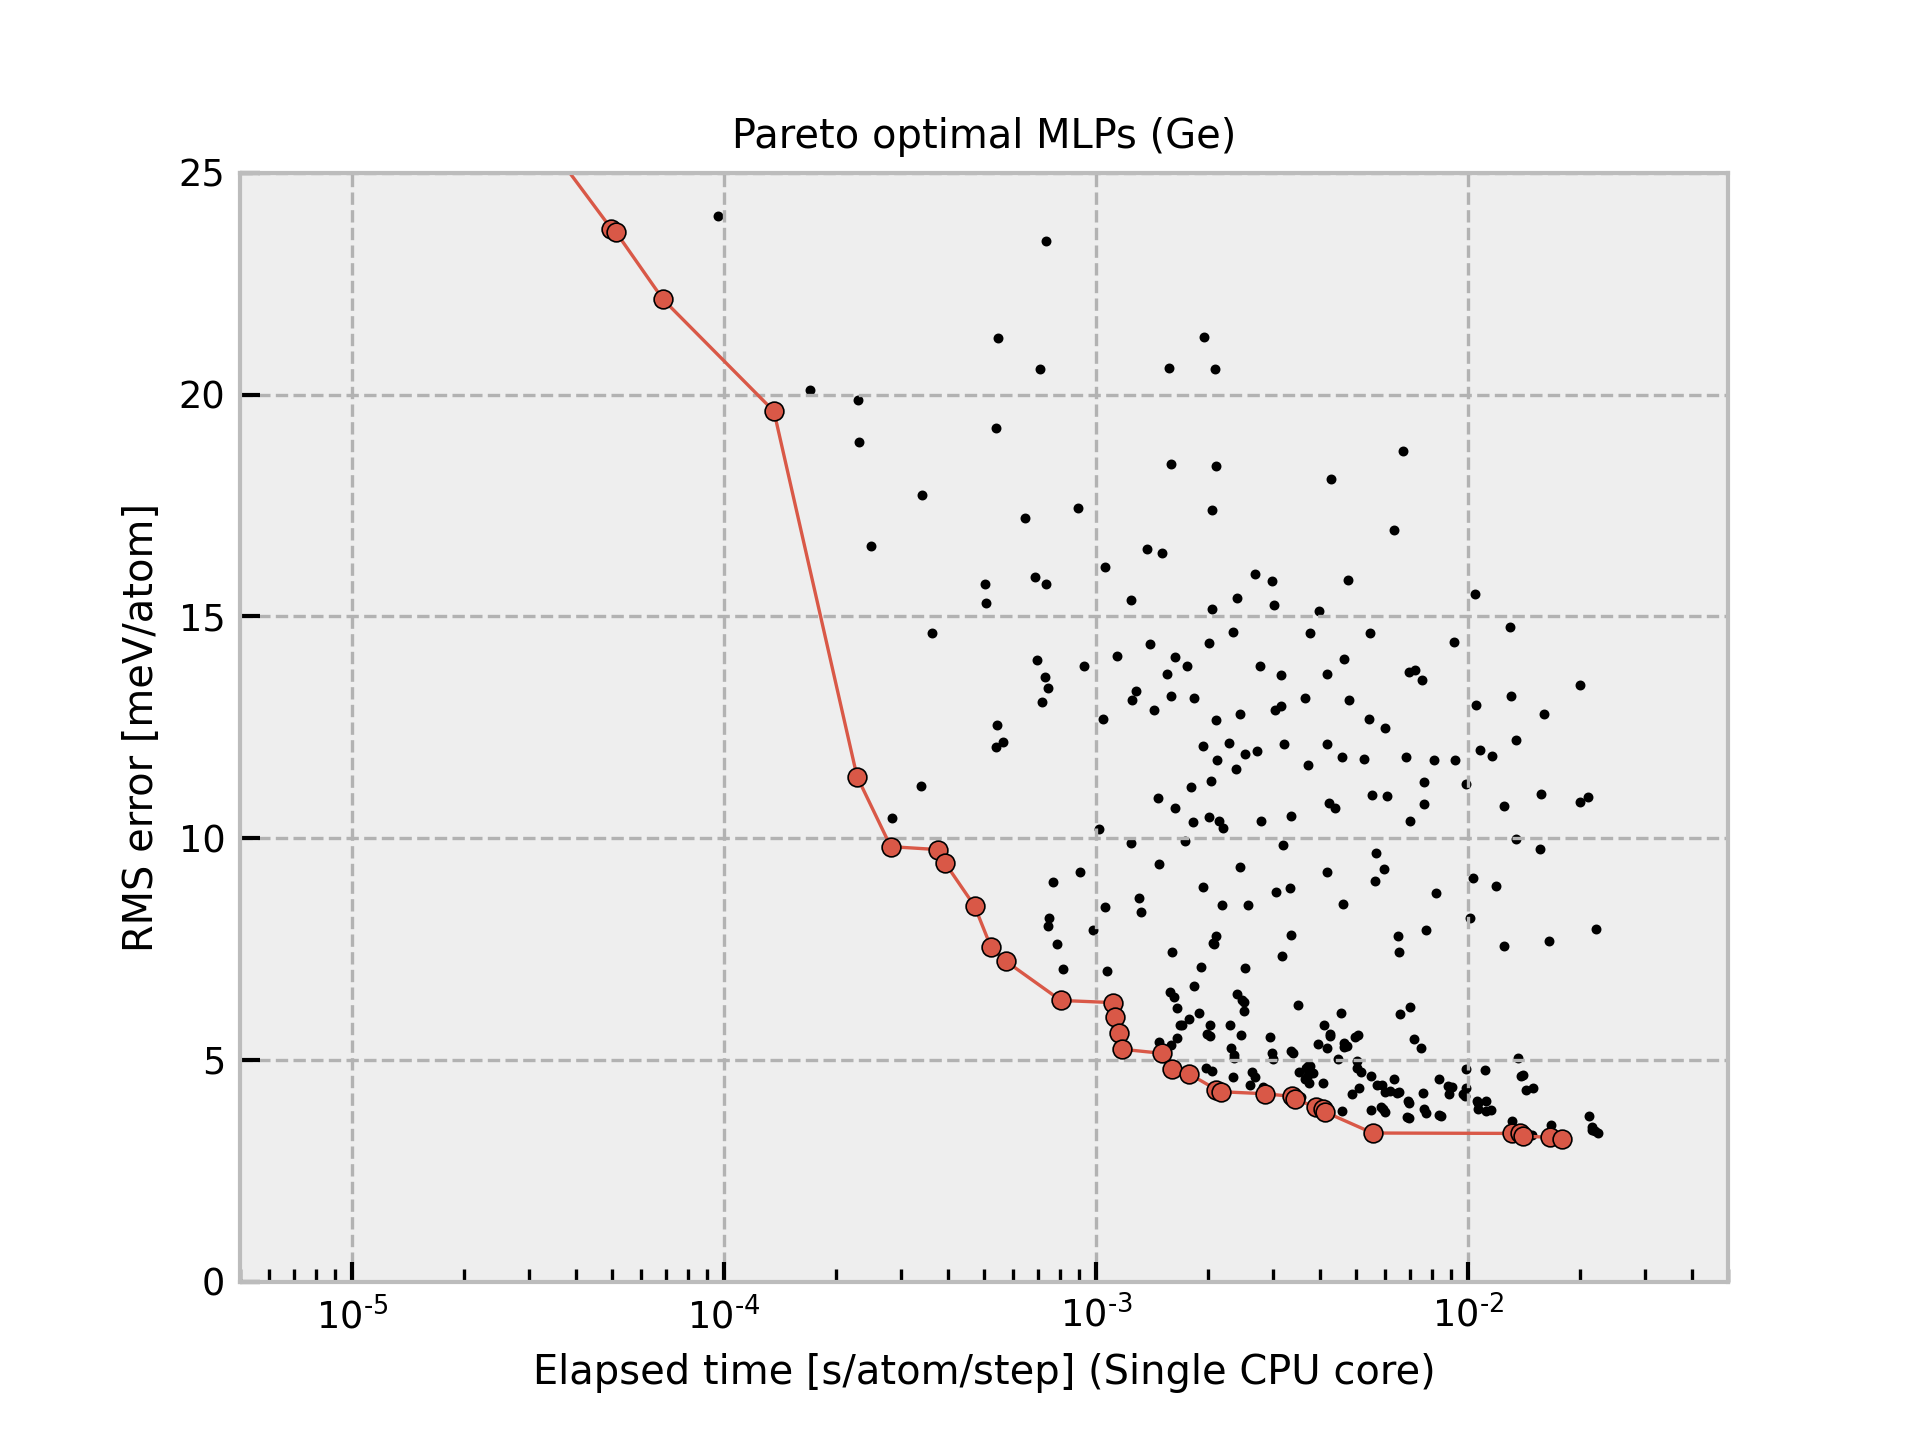 Pareto optimal MLPs (Ge)
25
20
15
10
5
0
RMS error [meV/atom]
10-5 10-4 10-3 10-2
Elapsed time [s/atom/step] (Single CPU core)